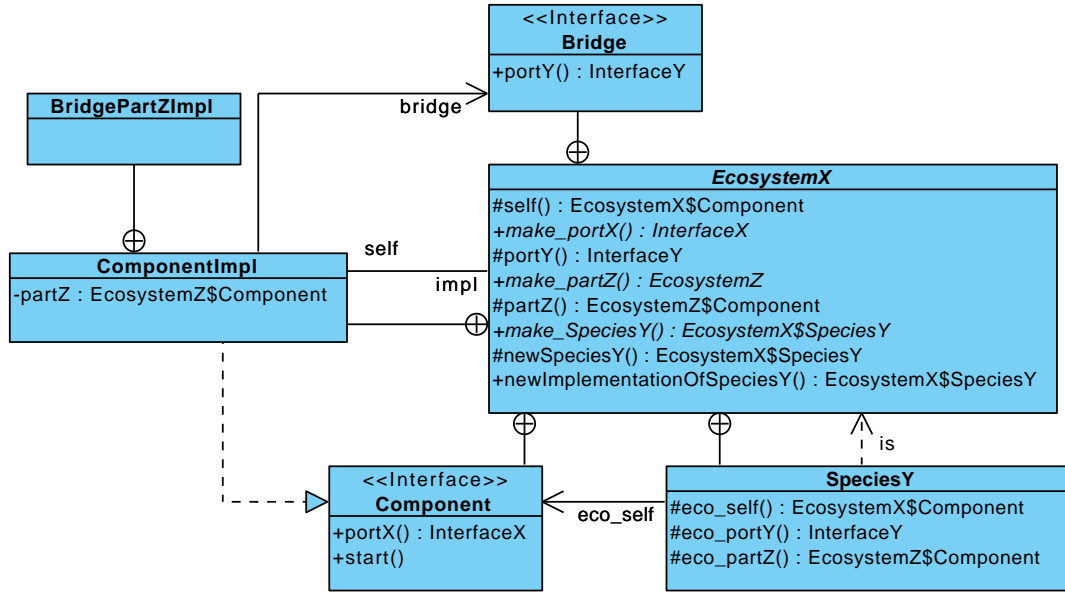 <<Interface>>
Bridge
+portY() : InterfaceY
bridge
BridgePartZImpl
EcosystemX
#self() : EcosystemX$Component
+make_portX() : InterfaceX
#portY() : InterfaceY
+make_partZ() : EcosystemZ
#partZ() : EcosystemZ$Component
+make_SpeciesY() : EcosystemX$SpeciesY
#newSpeciesY() : EcosystemX$SpeciesY
+newImplementationOfSpeciesY() : EcosystemX$SpeciesY
self
impl
ComponentImpl
-partZ : EcosystemZ$Component
is
<<Interface>>
Component
+portX() : InterfaceX
+start()
eco_self
SpeciesY
#eco_self() : EcosystemX$Component
#eco_portY() : InterfaceY
#eco_partZ() : EcosystemZ$Component